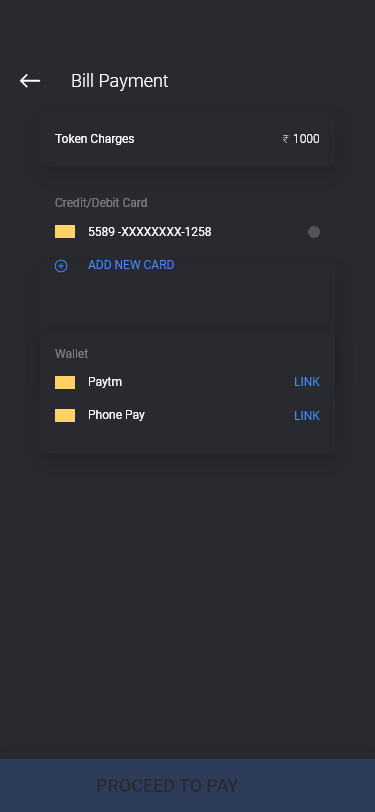 Bill Payment
Token Charges ₹ 1000
Credit/Debit Card
5589 -XXXXXXXX-1258
ADD NEW CARD
Wallet
Paytm LINK
Phone Pay LINK
PROCEED TO PAY